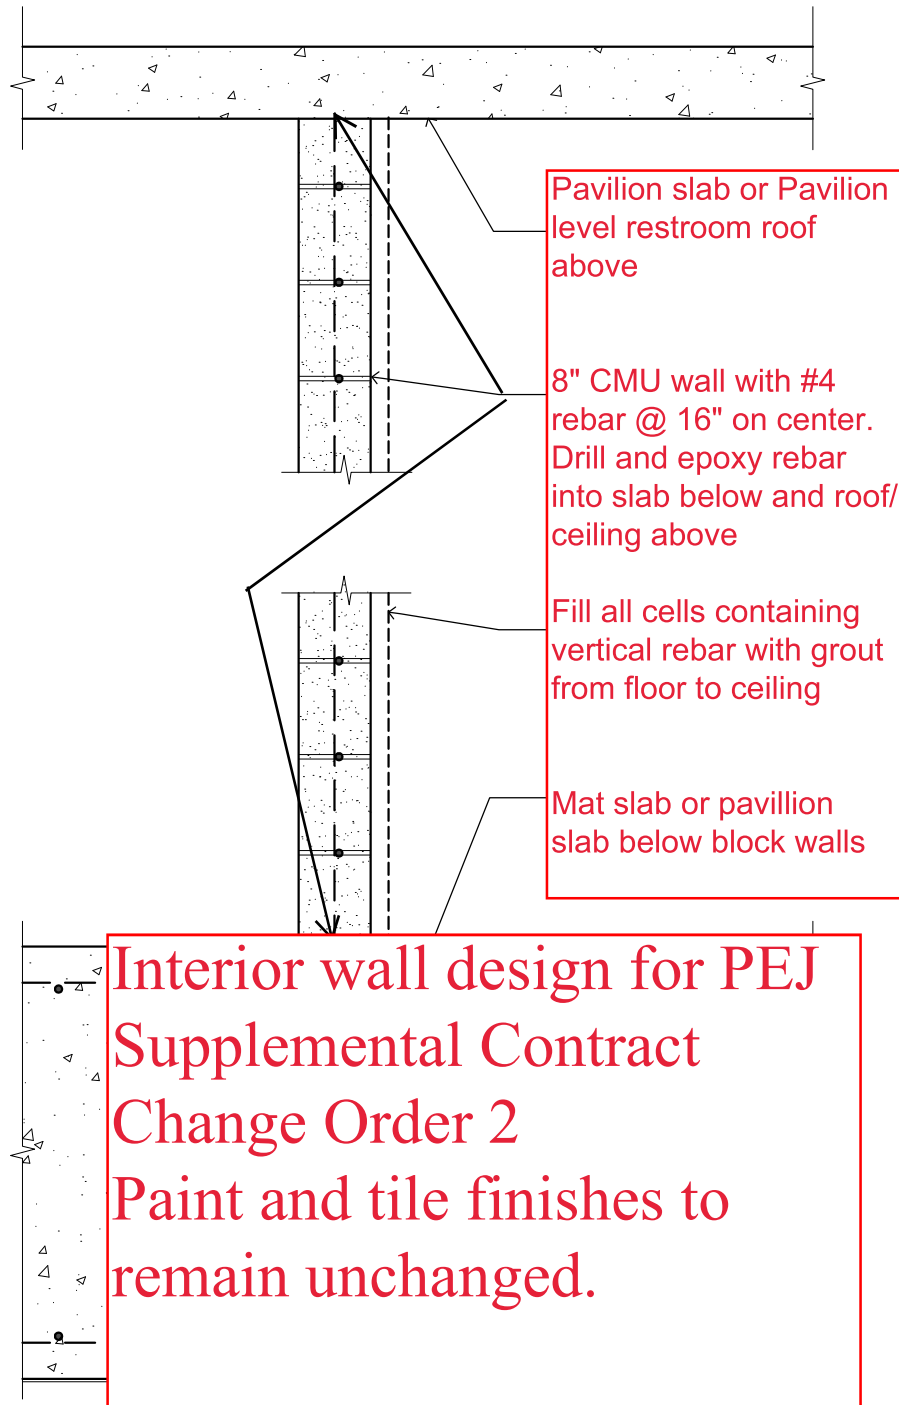 Pavilion slab or Pavilion
level restroom roof
above
8" CMU wall with #4
rebar @ 16" on center.
Drill and epoxy rebar
into slab below and roof/
ceiling above
Fill all cells containing
vertical rebar with grout
from floor to ceiling
Mat slab or pavillion
slab below block walls
Interior wall design for PEJ
Supplemental Contract
Change Order 2
Paint and tile finishes to
remain unchanged.